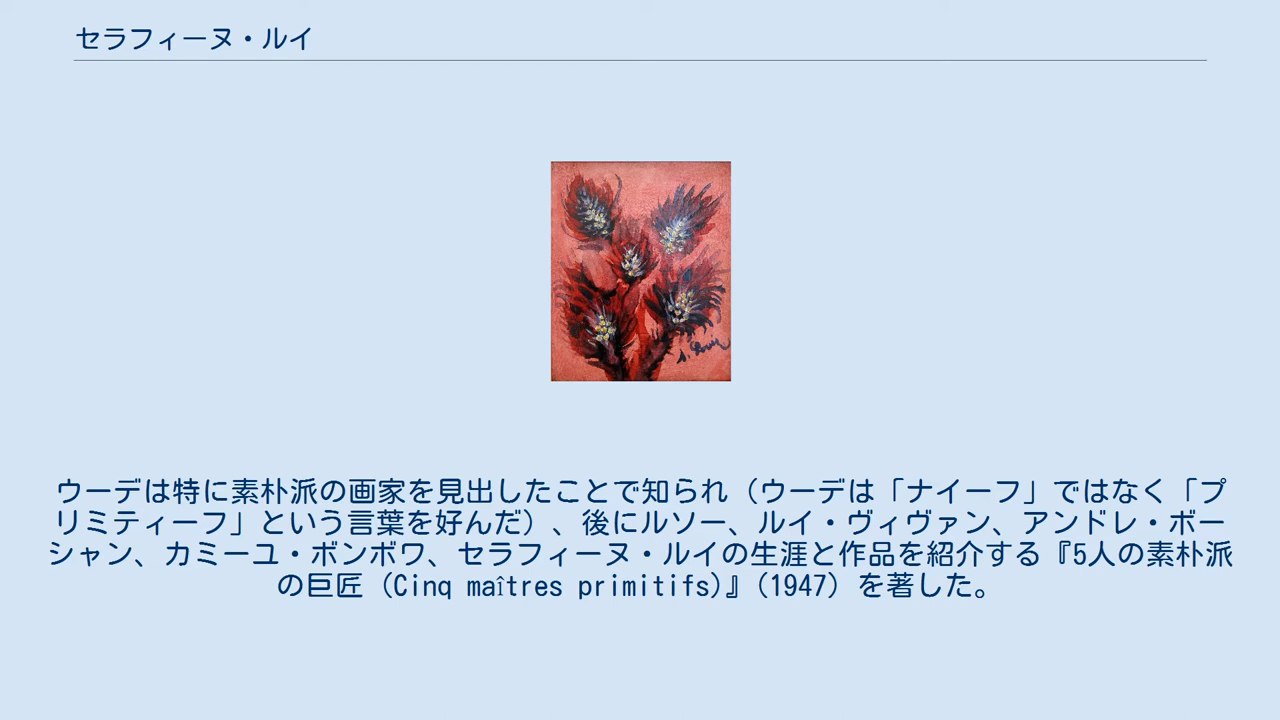 セラフィーヌ・ルイ
S. Louis
ウーデは特に素朴派の画家を見出したことで知られ（ウーデは「ナイーフ」ではなく「プ
リミティーフ」という言葉を好んだ）、後にルソー、ルイ・ヴィヴァン、アンドレ・ボー
シャン、カミーユ・ボンボワ、セラフィーヌ・ルイの生涯と作品を紹介する『5人の素朴派
の巨匠（Cinq maîtres primitifs)』(1947）を著した。